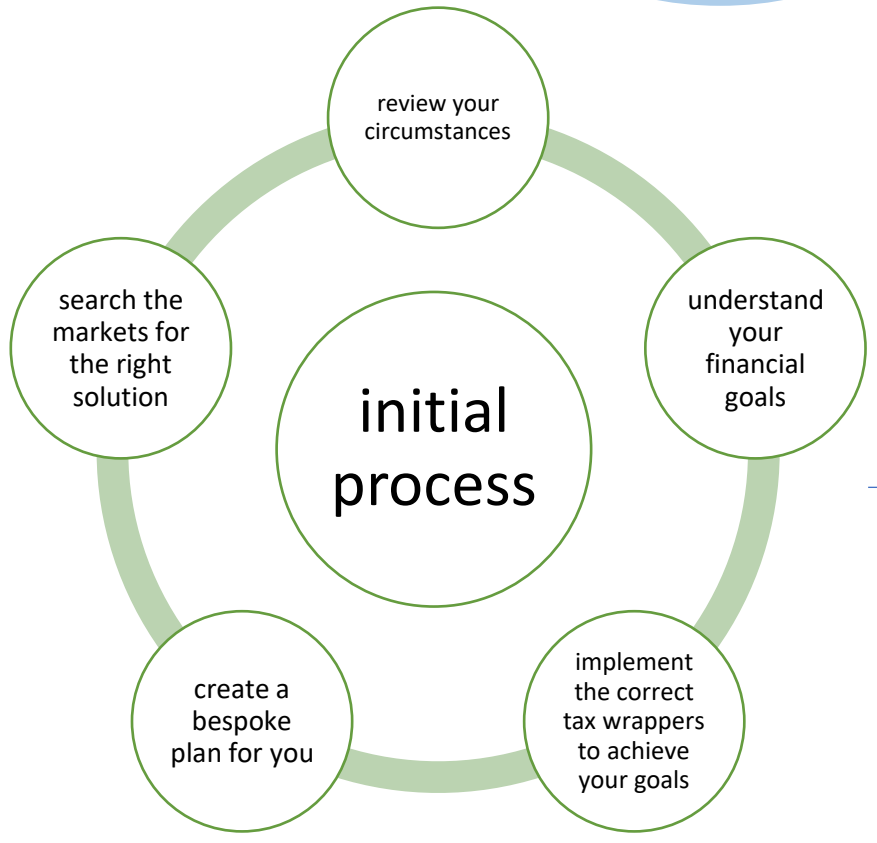 review your
circumstances
understand
your
financial
goals
implement
the correct
tax wrappers
to achieve
your goals
create a
bespoke
plan for you
search the
markets for
the right
solution
initial
process